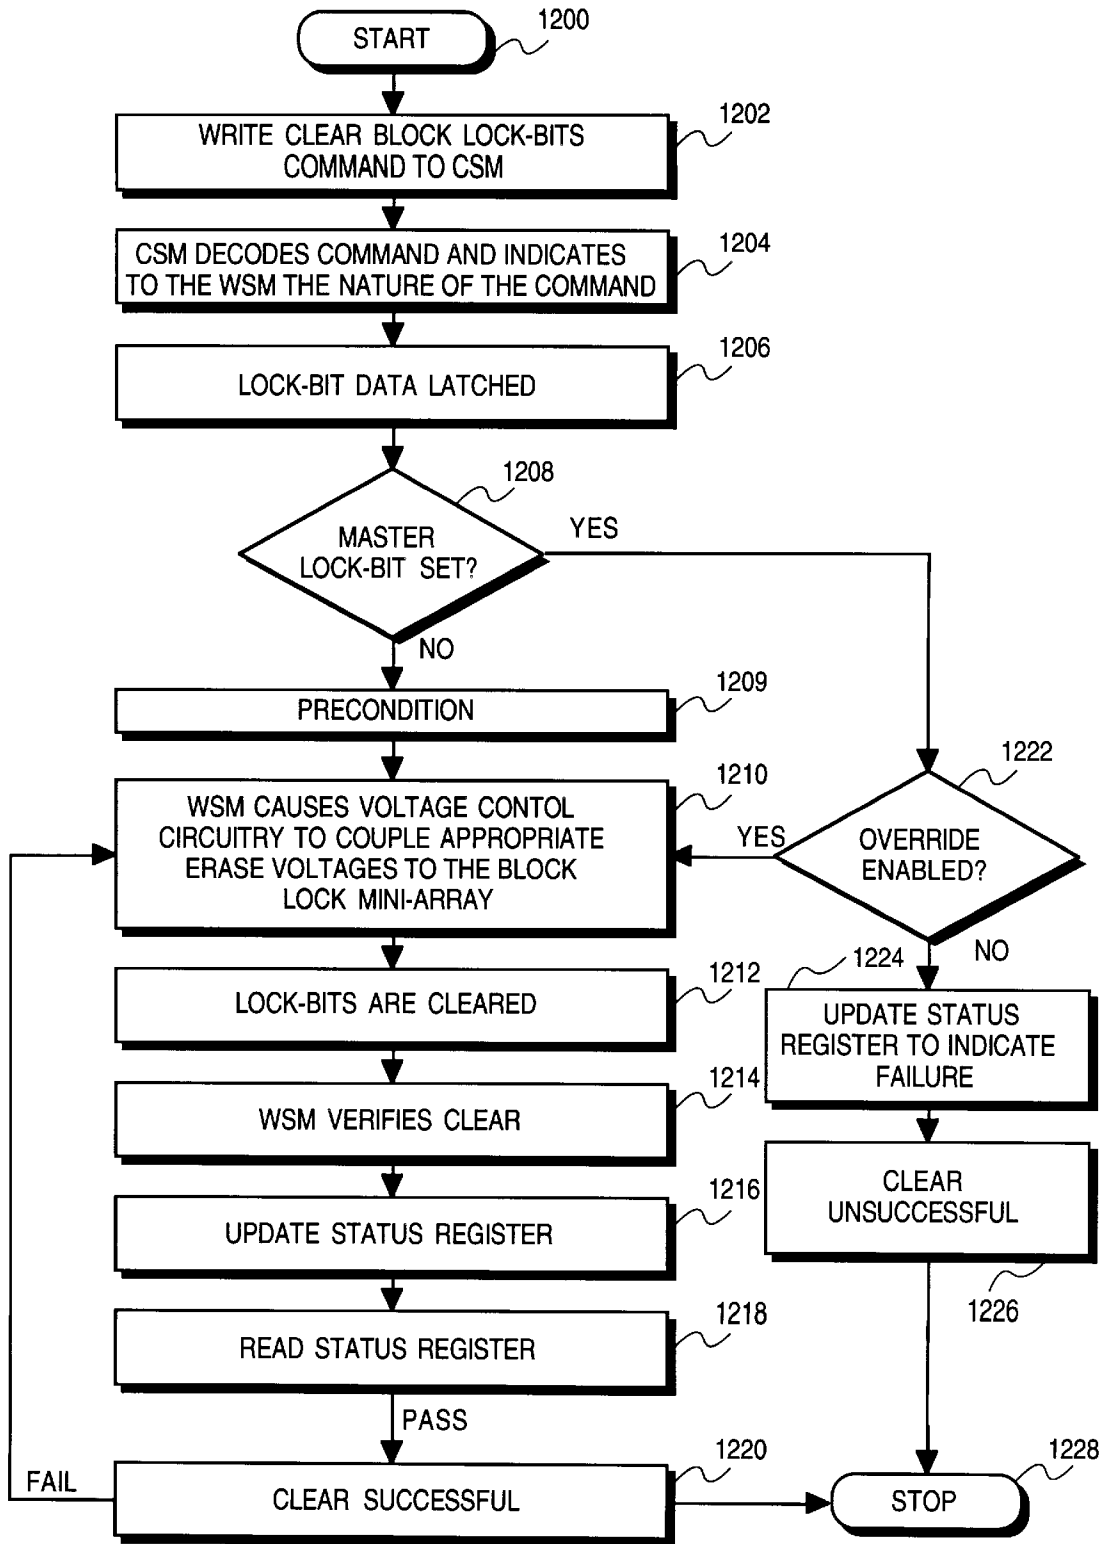 START
1200
WRITE CLEAR BLOCK LOCK-BITS
COMMAND TO CSM
1202
CSM DECODES COMMAND AND INDICATES
TO THE WSM THE NATURE OF THE COMMAND
1204
LOCK-BIT DATA LATCHED
1206
MASTER
LOCK-BIT SET?
1208
YES
NO
PRECONDITION
1209
WSM CAUSES VOLTAGE CONTOL
CIRCUITRY TO COUPLE APPROPRIATE
ERASE VOLTAGES TO THE BLOCK
LOCK MINI-ARRAY
1210
YES
OVERRIDE
ENABLED?
1222
NO
LOCK-BITS ARE CLEARED
1212
1224
UPDATE STATUS
REGISTER TO INDICATE
FAILURE
WSM VERIFIES CLEAR
1214
CLEAR
UNSUCCESSFUL
1226
UPDATE STATUS REGISTER
1216
READ STATUS REGISTER
1218
PASS
FAIL
CLEAR SUCCESSFUL
1220
STOP
1228